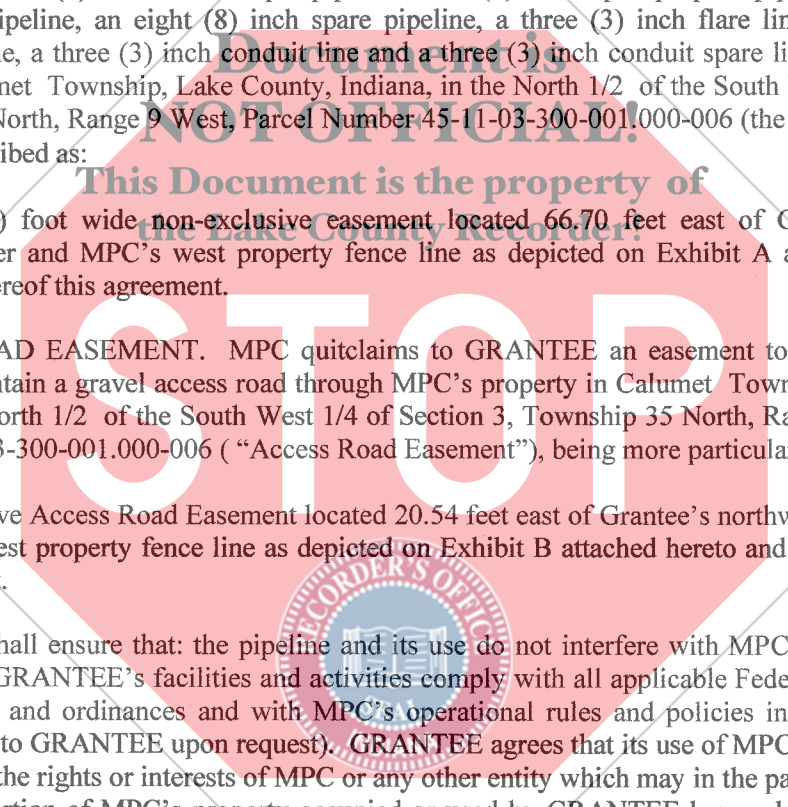 ipeline, an eight (8) inch spare pipeline, a three (3) inch flare lin
e, a three (3) inch conduit line and a three (3) inch conduit spare li
Document is
met Township, Lake County, Indiana, in the North 1/2 of the South
North, Range 9 West, Parcel Number 45-11-03-300-001.000-006 (the
NOT OFFICIAL!
ibed as:
This Document is the property of
) foot wide non-exclusive easement located 66.70 feet east of G
the Lake County Recorder!
er and MPC's west property fence line as depicted on Exhibit A a
ereof this agreement.
STOP
AD EASEMENT. MPC quitclaims to GRANTEE an easement to
ntain a gravel access road through MPC's property in Calumet Town
orth 1/2 of the South West 1/4 of Section 3, Township 35 North, Ra
3-300-001.000-006 ( "Access Road Easement"), being more particula
ve Access Road Easement located 20.54 feet east of Grantee's northw
est property fence line as depicted on Exhibit B attached hereto and
RECORDER'S OFFIC
hall ensure that: the pipeline and its use do not interfere with MPC
GRANTEE's facilities and activities comply with all applicable Fede
SEAL
and ordinances and with MPC's operational rules and policies in
to GRANTEE upon request). GRANTEE agrees that its use of MPC
the rights or interests of MPC or any other entity which may in the pa